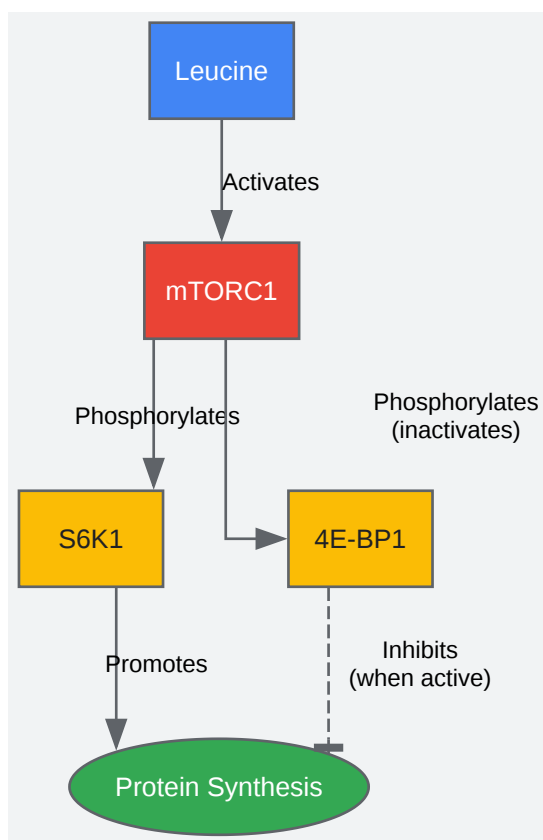 Leucine
Activates
mTORC1
Phosphorylates
Phosphorylates
(inactivates)
S6K1
4E-BP1
Promotes
Inhibits
(when active)
Protein Synthesis